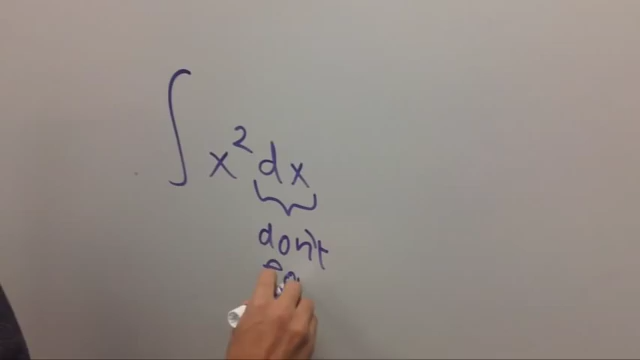 ∫ x² dx
don't